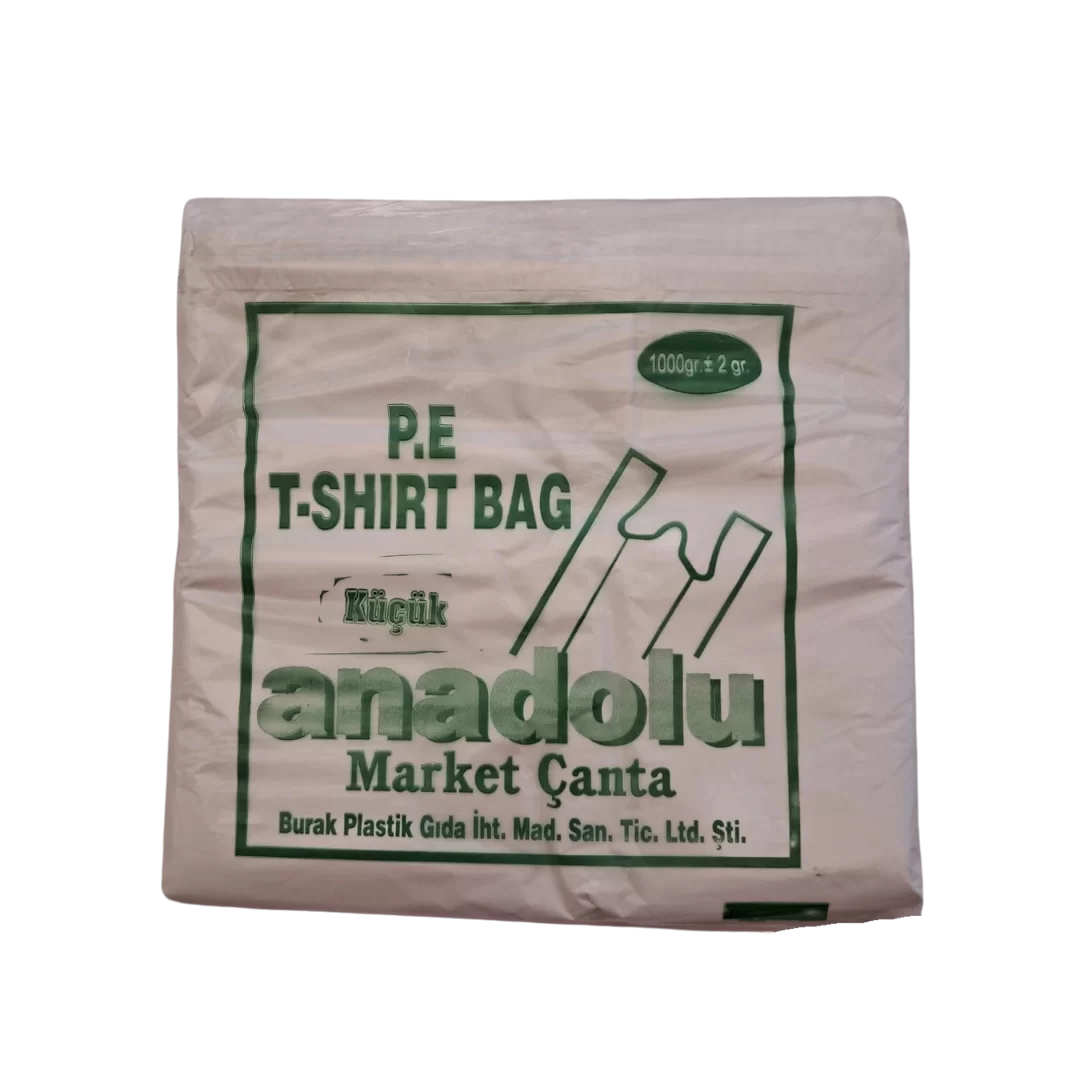 1000gr.± 2 gr.
P.E
T-SHIRT BAG
Küçük
anadolu
Market Çanta
Burak Plastik Gıda İht. Mad. San. Tic. Ltd. Şti.